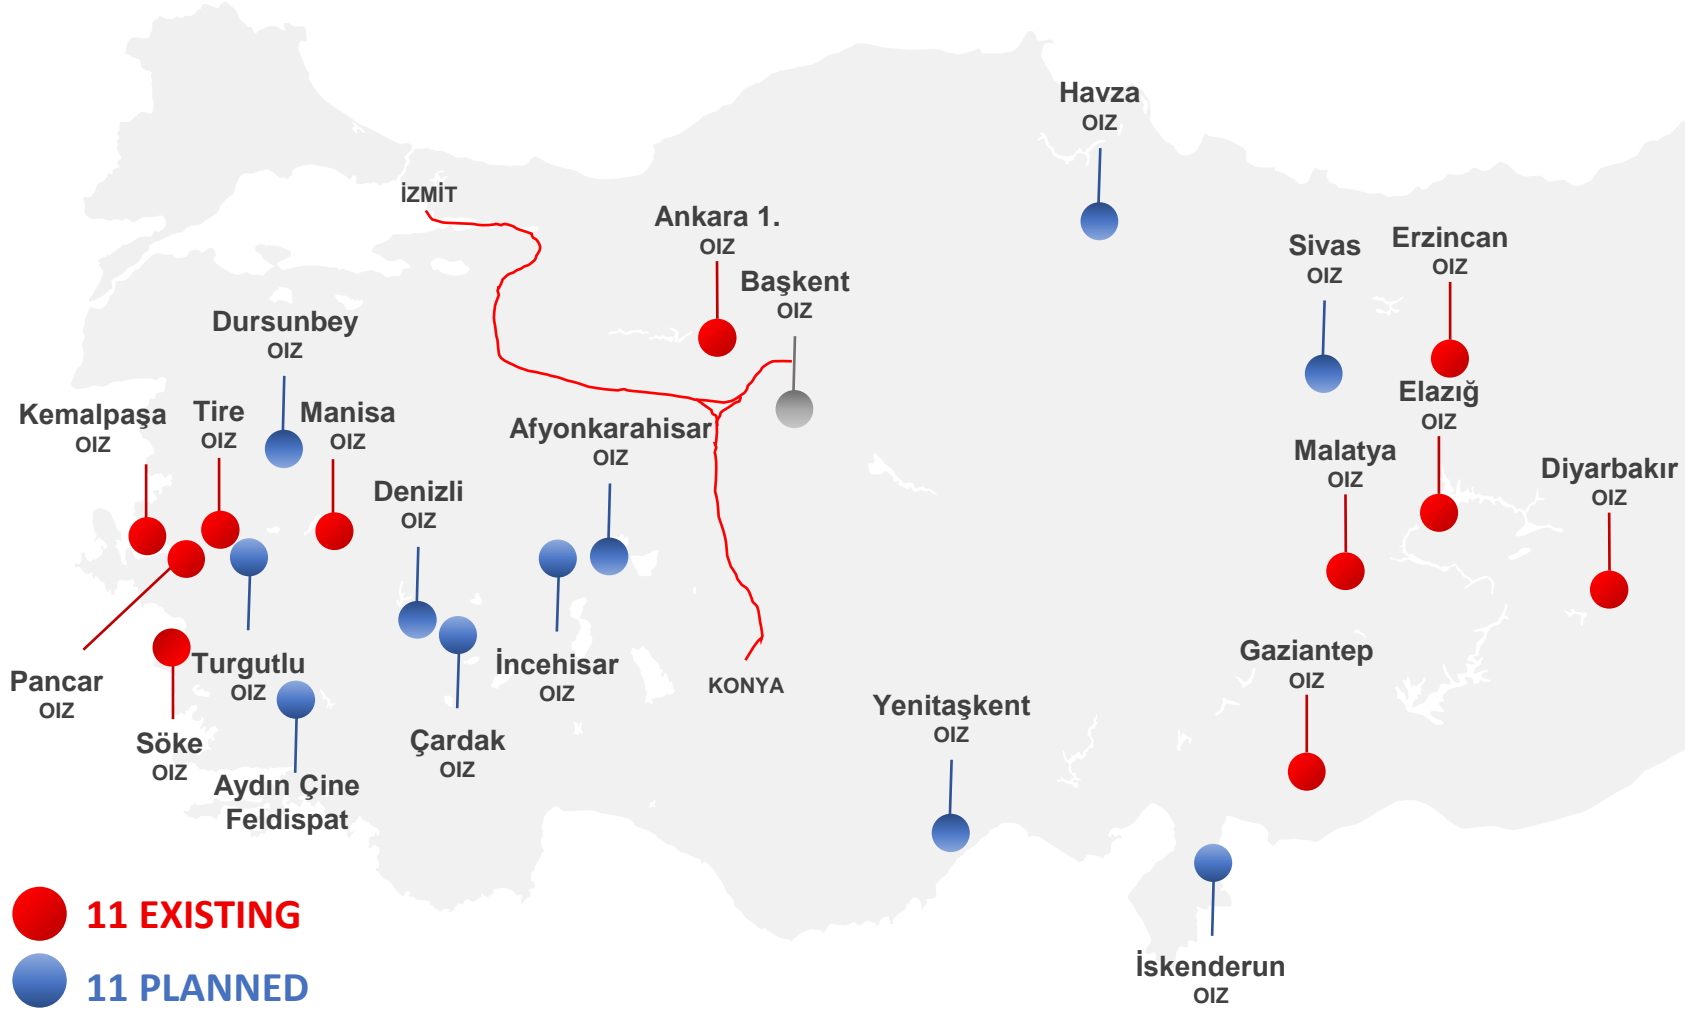 Havza
OIZ
İZMİT
Ankara 1.
OIZ
Başkent
OIZ
Sivas
OIZ
Erzincan
OIZ
Dursunbey
OIZ
Kemalpaşa
OIZ
Tire
OIZ
Manisa
OIZ
Afyonkarahisar
OIZ
Elazığ
OIZ
Malatya
OIZ
Diyarbakır
OIZ
Denizli
OIZ
Pancar
OIZ
Turgutlu
OIZ
İncehisar
OIZ
KONYA
Gaziantep
OIZ
Söke
OIZ
Çardak
OIZ
Yenitaşkent
OIZ
Aydın Çine
Feldispat
İskenderun
OIZ
11 EXISTING
11 PLANNED